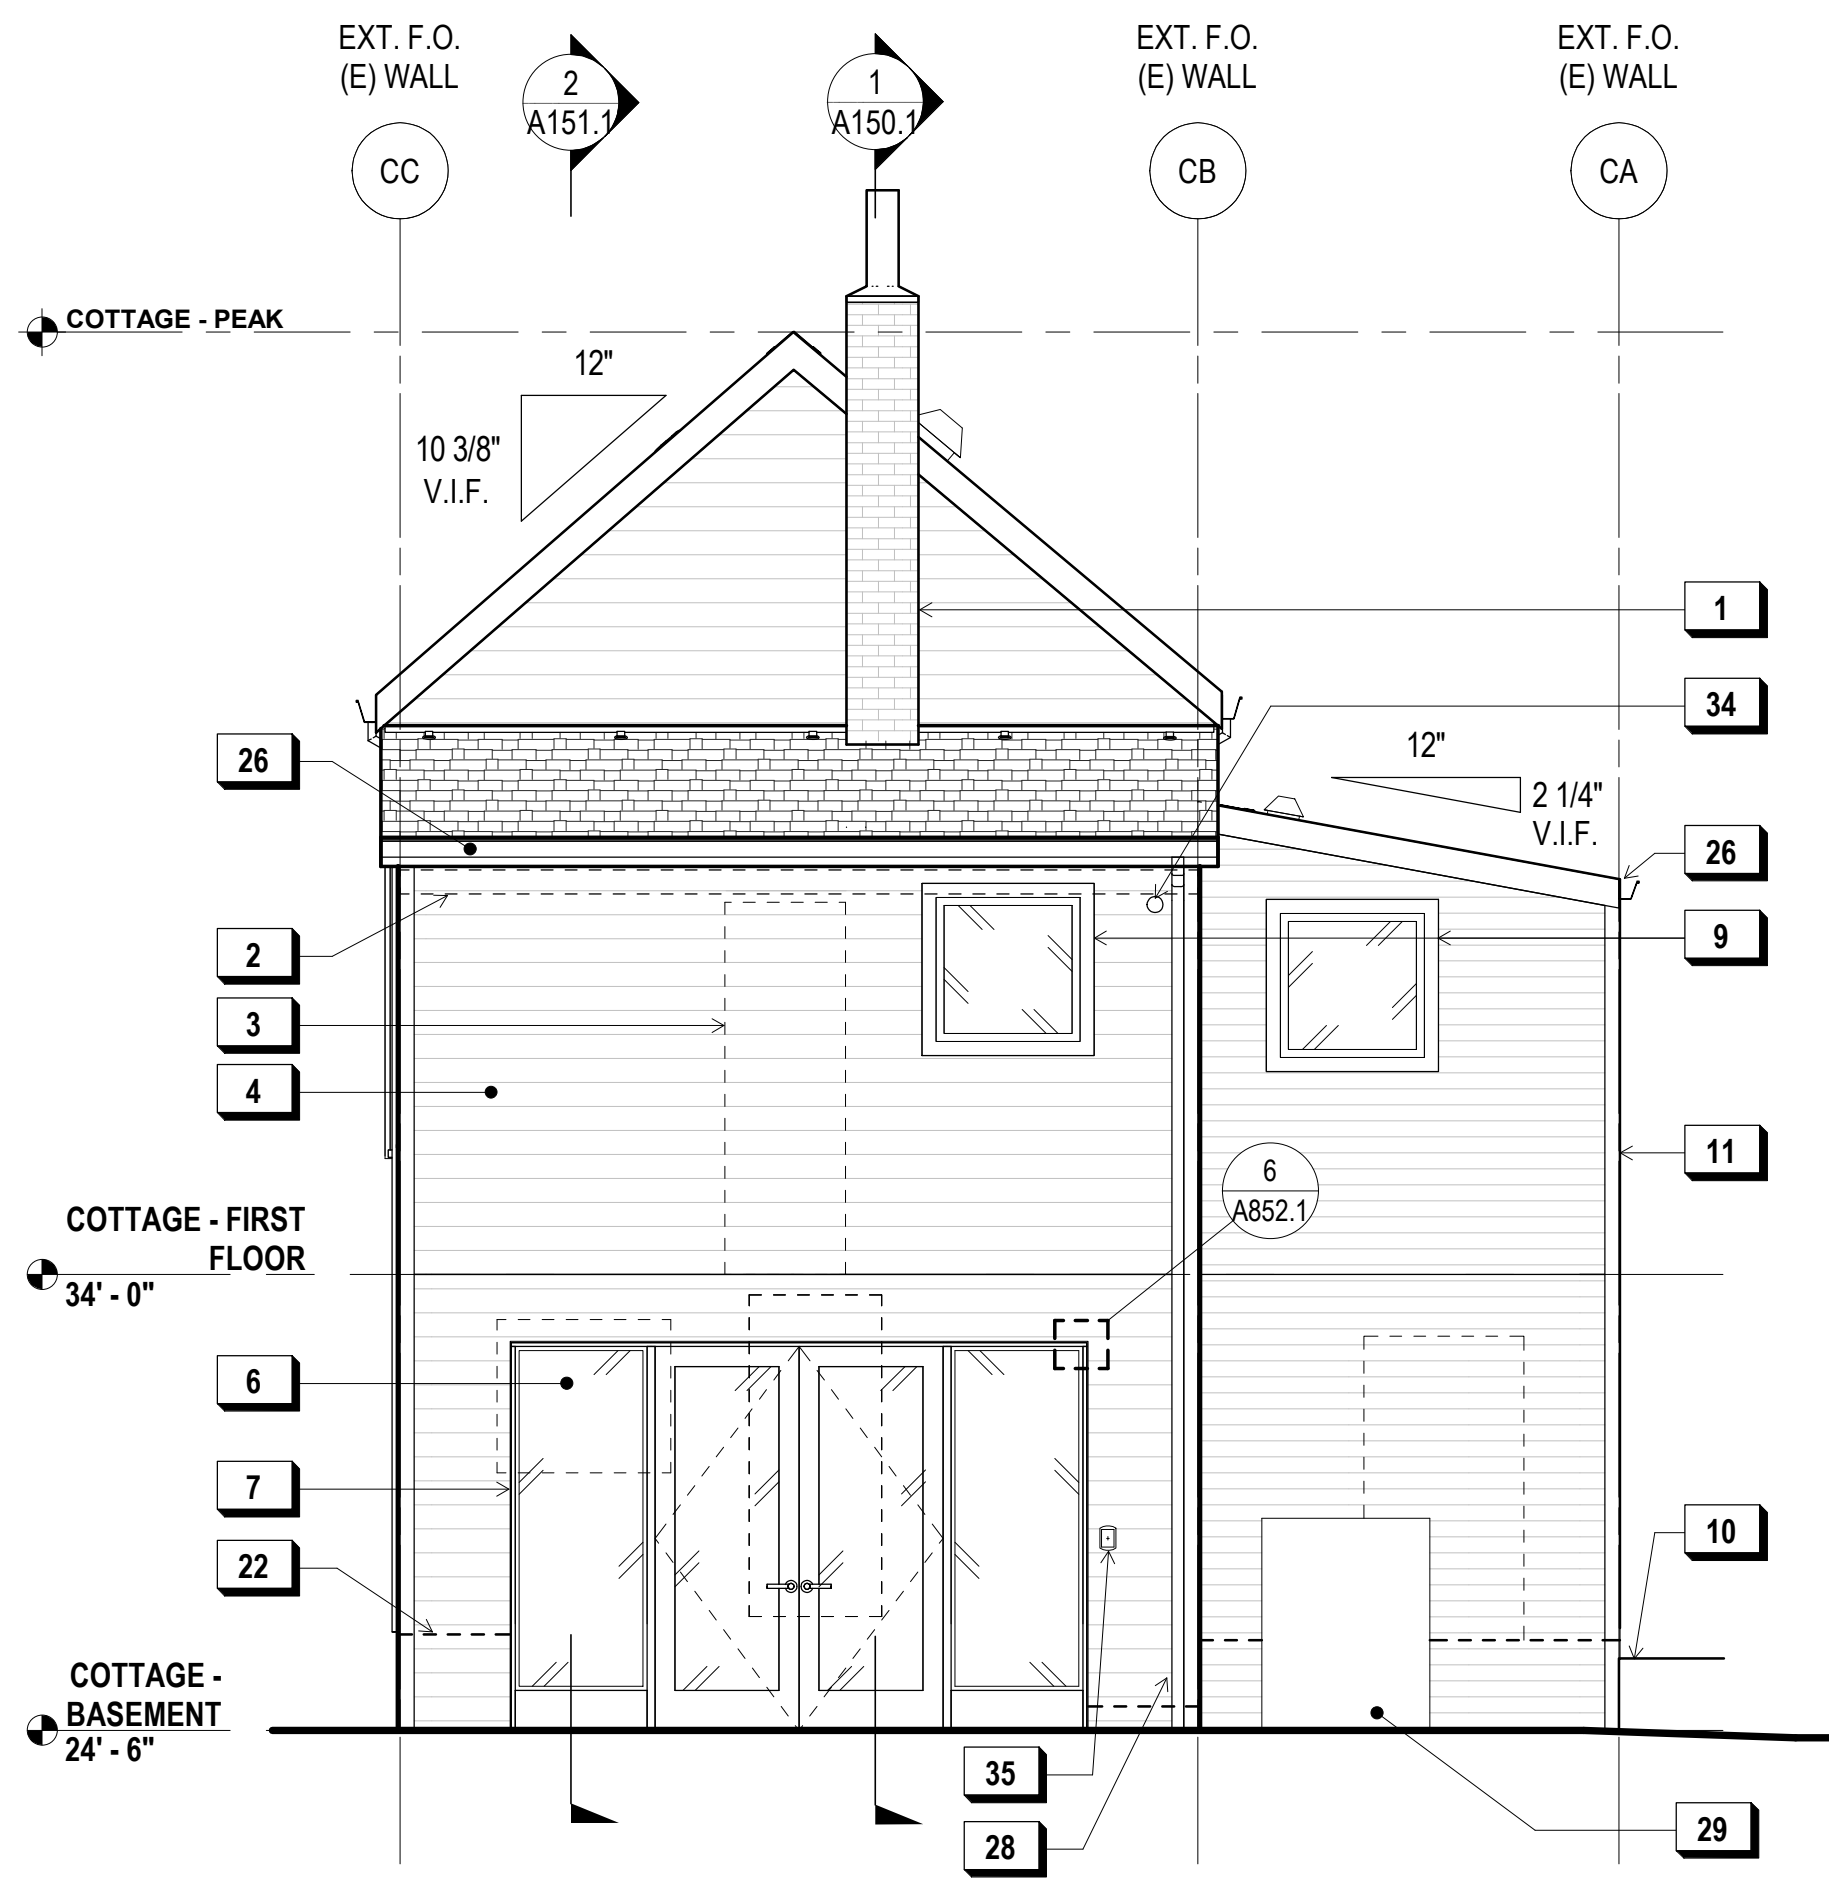 EXT. F.O.
(E) WALL
2
A151.1
1
A150.1
EXT. F.O.
(E) WALL
EXT. F.O.
(E) WALL
CC
CB
CA
COTTAGE - PEAK
12"
10 3/8"
V.I.F.
1
34
26
12"
2 1/4"
V.I.F.
26
2
9
3
4
11
6
A852.1
COTTAGE - FIRST
FLOOR
34' - 0"
6
7
10
22
COTTAGE -
BASEMENT
24' - 6"
35
28
29